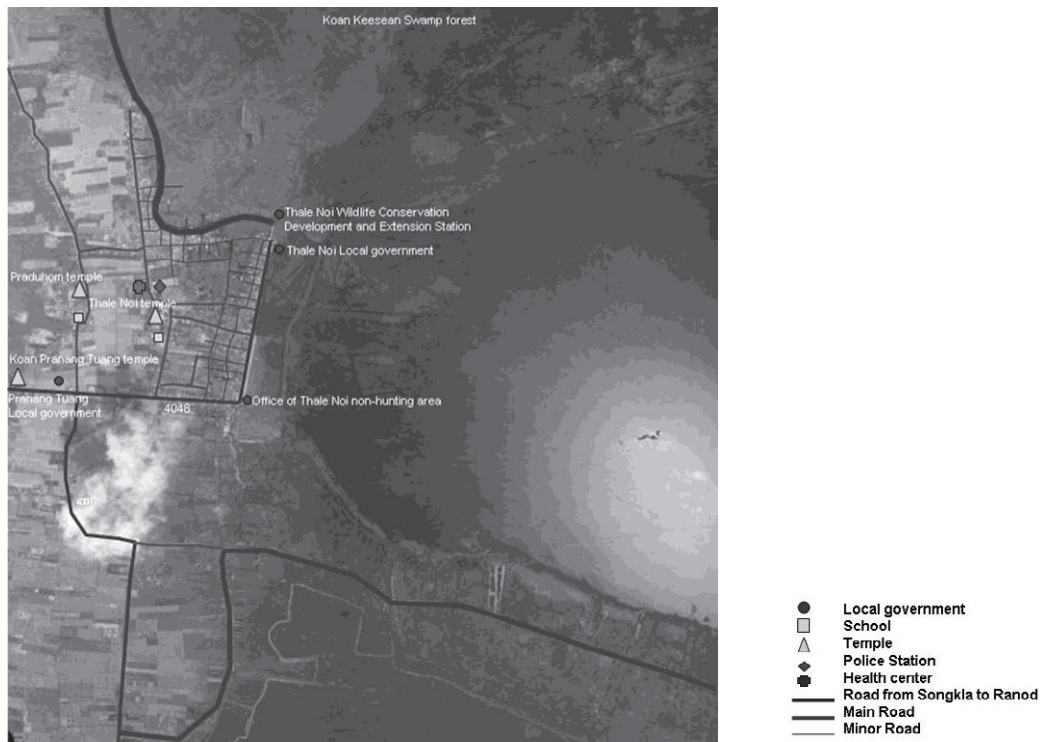 Koan Keesean Swamp forest
Thale Noi Wildlife Conservation
Development and Extension Station
Thale Noi Local government
Praduhom temple
Thale Noi temple
Koan Pranang Tuang temple
Pranang Tuang
Local government
4048
Office of Thale Noi non-hunting area
Local government
School
Temple
Police Station
Health center
Road from Songkla to Ranod
Main Road
Minor Road